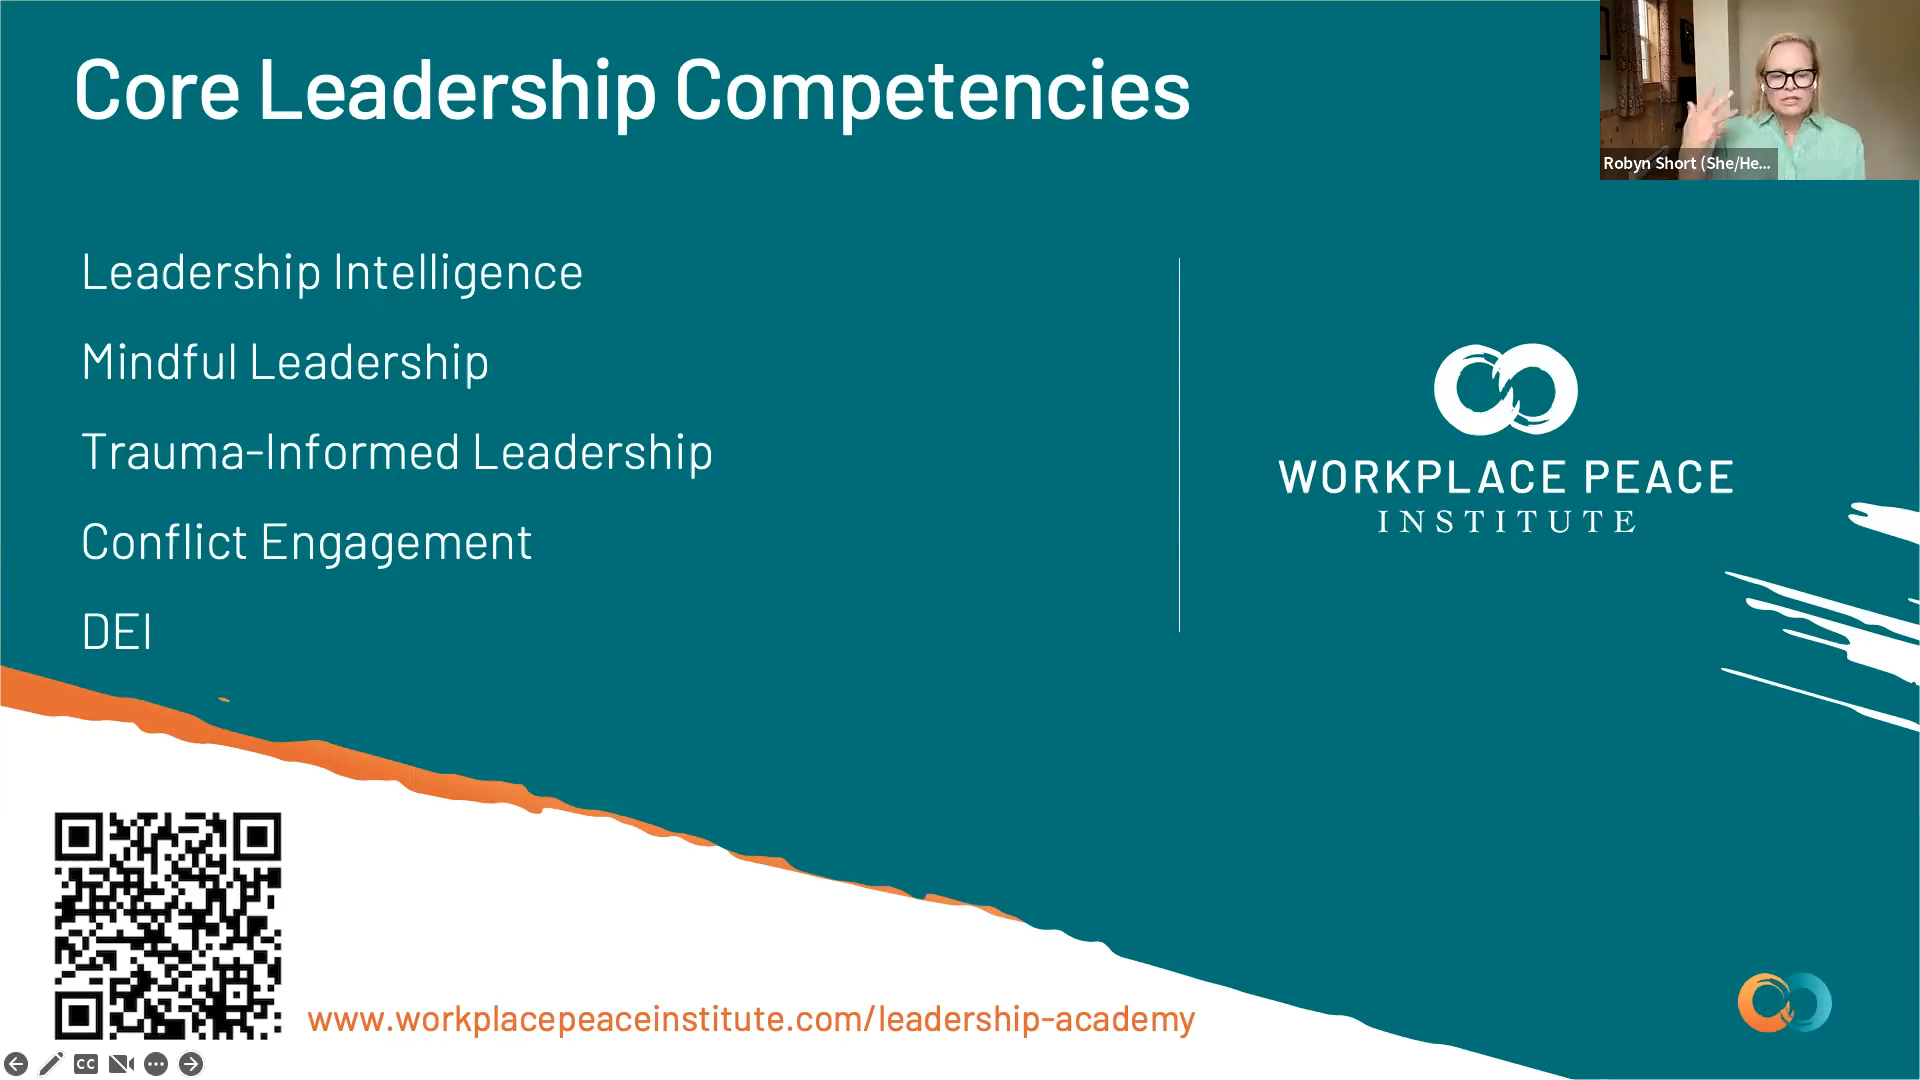 Core Leadership Competencies
Robyn Short (She/He...
Leadership Intelligence
Mindful Leadership
Trauma-Informed Leadership
Conflict Engagement
DEI
WORKPLACE PEACE
INSTITUTE
www.workplacepeaceinstitute.com/leadership-academy
CC